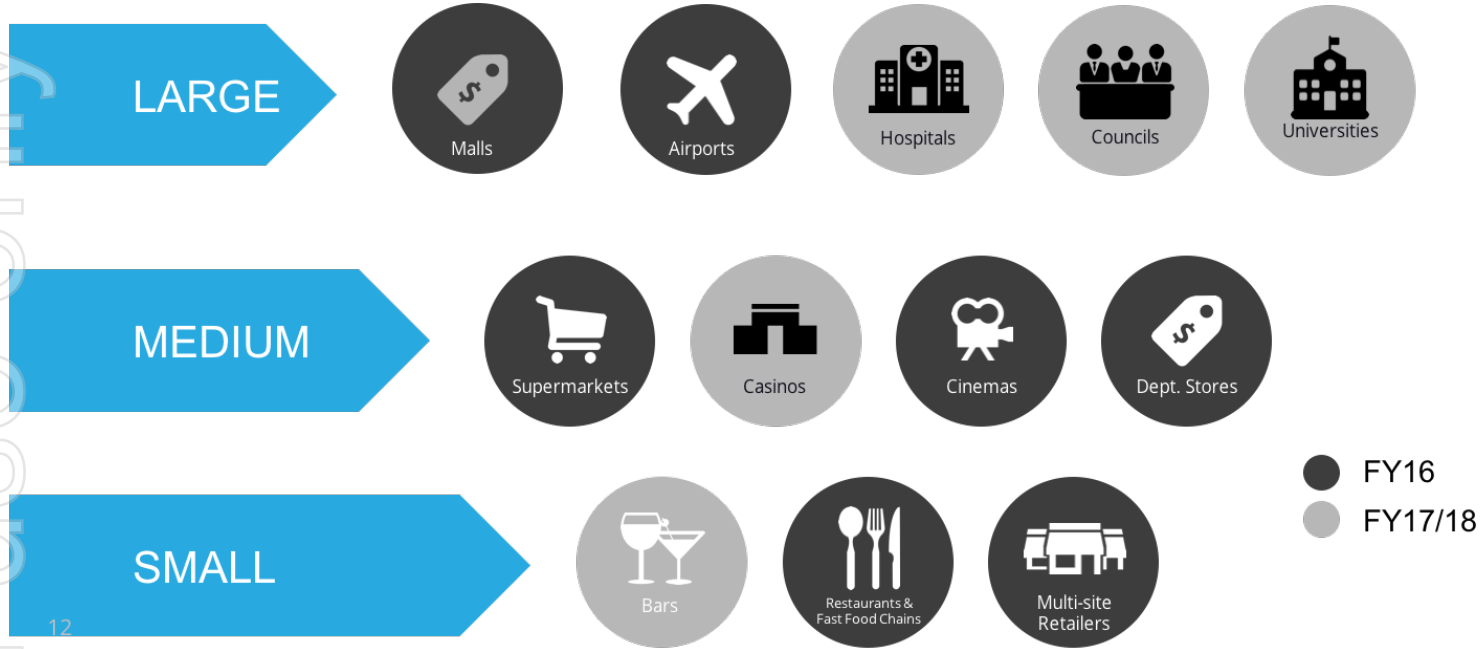 LARGE
Malls
Airports
Hospitals
Councils
Universities
MEDIUM
Supermarkets
Casinos
Cinemas
Dept. Stores
FY16
FY17/18
SMALL
Bars
Restaurants &
Fast Food Chains
Multi-site
Retailers
12